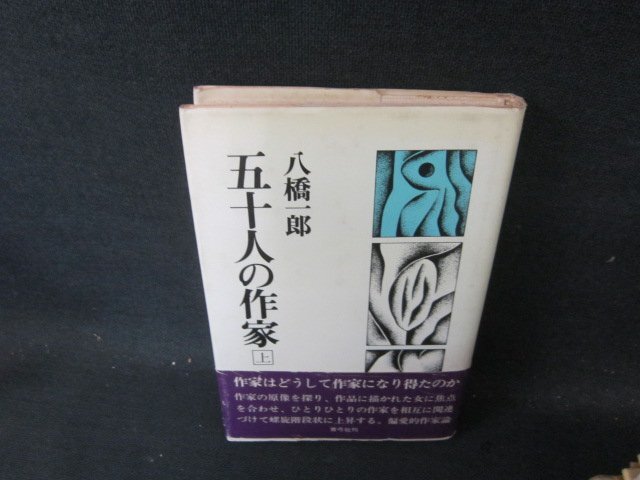 八橋一郎
五十人の作家
上
作家はどうして作家になり得たのか
作家の原像を探り、作品に描かれた女に焦点
を合わせ、ひとりひとりの作家を相互に関連
づけて螺旋階段状に上昇する。偏愛的作家論
青弓社刊